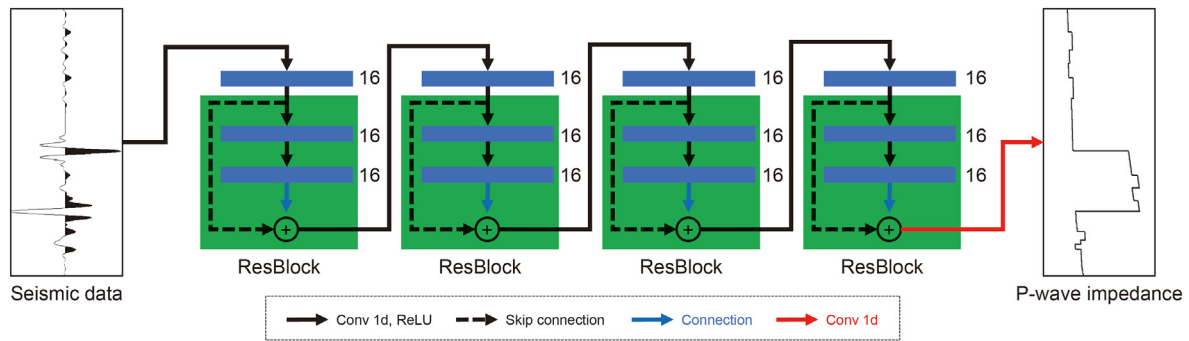 16 16 16 16
16 16 16 16
16 16 16 16
+ + + +
ResBlock ResBlock ResBlock ResBlock
Seismic data P-wave impedance
Conv 1d, ReLU Skip connection Connection Conv 1d